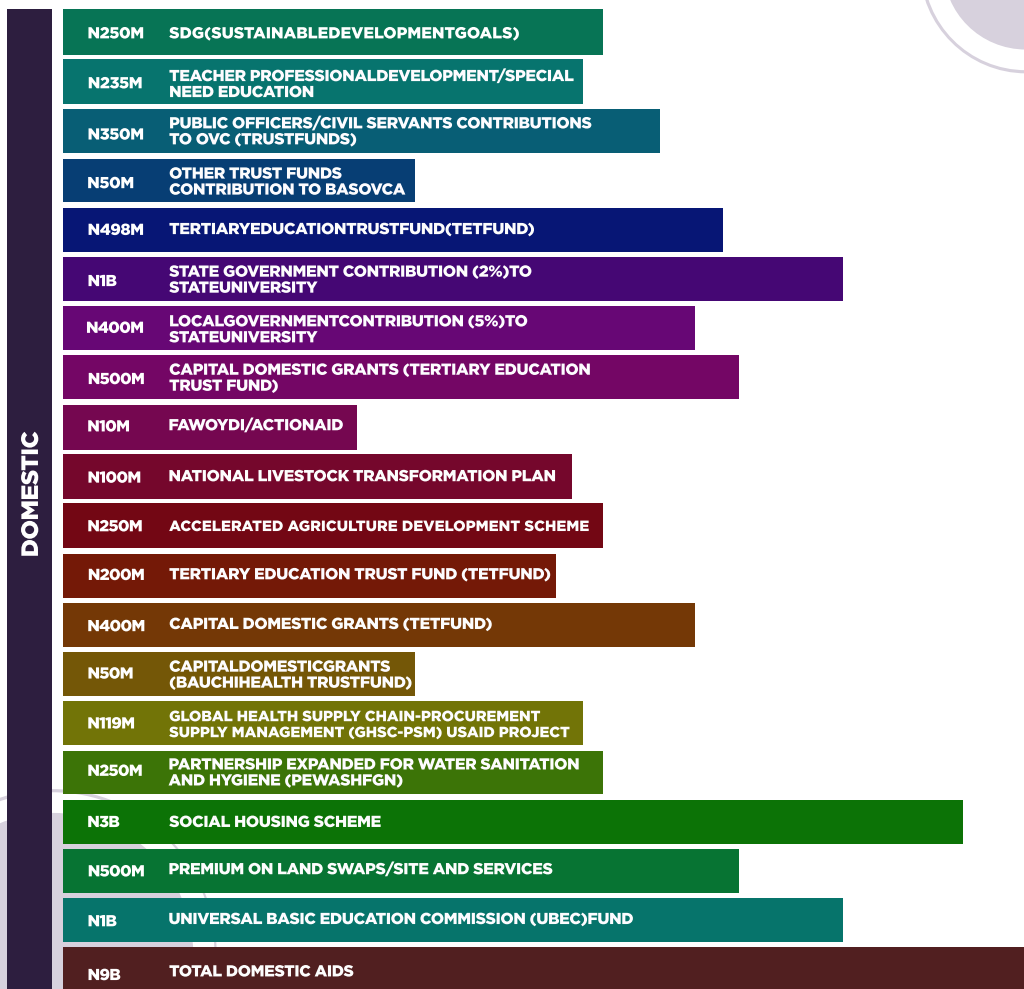 DOMESTIC
N250M SDG(SUSTAINABLEDEVELOPMENTGOALS)
N235M TEACHER PROFESSIONALDEVELOPMENT/SPECIAL
NEED EDUCATION
N350M PUBLIC OFFICERS/CIVIL SERVANTS CONTRIBUTIONS
TO OVC (TRUSTFUNDS)
N50M OTHER TRUST FUNDS
CONTRIBUTION TO BASOVCA
N498M TERTIARYEDUCATIONTRUSTFUND(TETFUND)
N1B STATE GOVERNMENT CONTRIBUTION (2%)TO
STATEUNIVERSITY
N400M LOCALGOVERNMENTCONTRIBUTION (5%)TO
STATEUNIVERSITY
N500M CAPITAL DOMESTIC GRANTS (TERTIARY EDUCATION
TRUST FUND)
N10M FAWOYDI/ACTIONAID
N100M NATIONAL LIVESTOCK TRANSFORMATION PLAN
N250M ACCELERATED AGRICULTURE DEVELOPMENT SCHEME
N200M TERTIARY EDUCATION TRUST FUND (TETFUND)
N400M CAPITAL DOMESTIC GRANTS (TETFUND)
N50M CAPITALDOMESTICGRANTS
(BAUCHIHEALTH TRUSTFUND)
N119M GLOBAL HEALTH SUPPLY CHAIN-PROCUREMENT
SUPPLY MANAGEMENT (GHSC-PSM) USAID PROJECT
N250M PARTNERSHIP EXPANDED FOR WATER SANITATION
AND HYGIENE (PEWASHFGN)
N3B SOCIAL HOUSING SCHEME
N500M PREMIUM ON LAND SWAPS/SITE AND SERVICES
N1B UNIVERSAL BASIC EDUCATION COMMISSION (UBEC)FUND
N9B TOTAL DOMESTIC AIDS